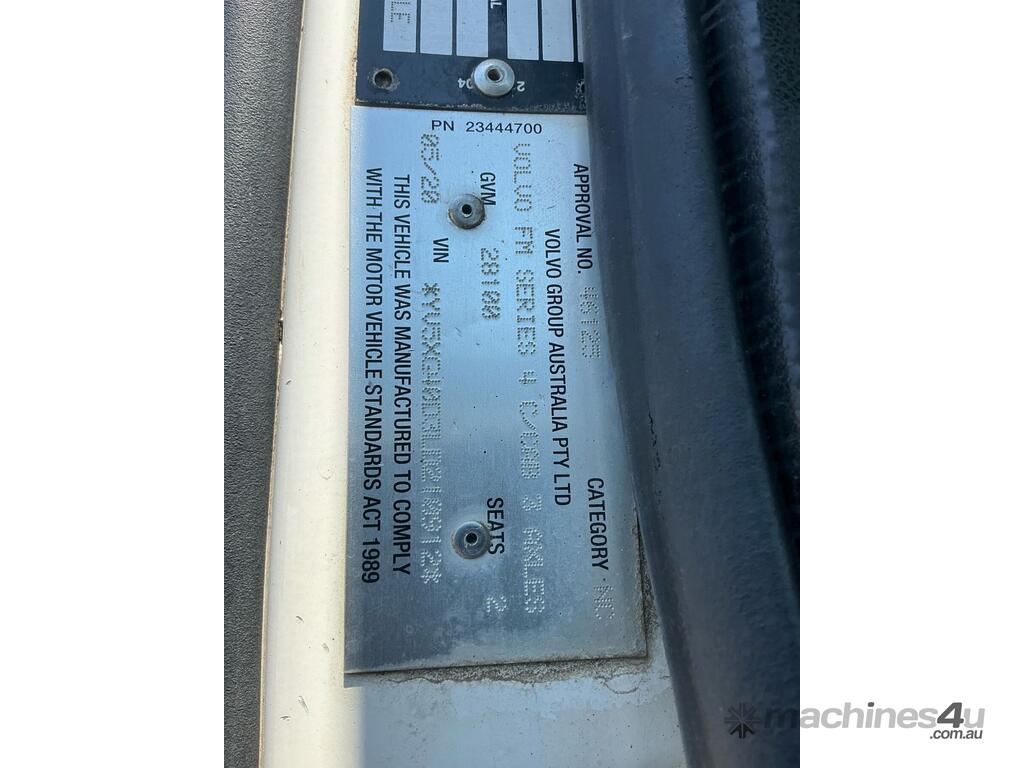 PN 23444700
APPROVAL NO. 46125 CATEGORY NC
VOLVO GROUP AUSTRALIA PTY LTD
VOLVO FM SERIES 4 C/CAB 3 AXLES
GVM 28100 SEATS 2
05/20 VIN
THIS VEHICLE WAS MANUFACTURED TO COMPLY
WITH THE MOTOR VEHICLE STANDARDS ACT 1989
machines4u
.com.au